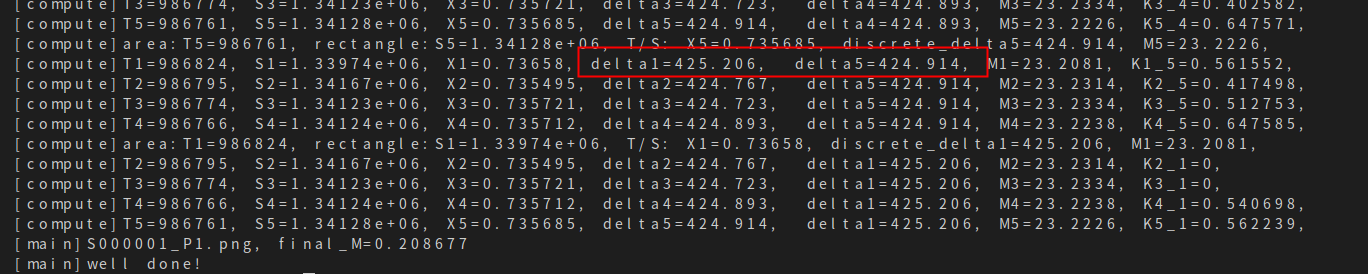 [compute]T3=986774, S3=1.34123e+06, X3=0.735721, delta3=424.723, delta4=424.893, M3=23.2334, K3_4=0.402582,
[compute]T5=986761, S5=1.34128e+06, X5=0.735685, delta5=424.914, delta4=424.893, M5=23.2226, K5_4=0.647571,
[compute]area:T5=986761, rectangle:S5=1.34128e+06, T/S: X5=0.735685, discrete_delta5=424.914, M5=23.2226,
[compute]T1=986824, S1=1.33974e+06, X1=0.73658, delta1=425.206, delta5=424.914, M1=23.2081, K1_5=0.561552,
[compute]T2=986795, S2=1.34167e+06, X2=0.735495, delta2=424.767, delta5=424.914, M2=23.2314, K2_5=0.417498,
[compute]T3=986774, S3=1.34123e+06, X3=0.735721, delta3=424.723, delta5=424.914, M3=23.2334, K3_5=0.512753,
[compute]T4=986766, S4=1.34124e+06, X4=0.735712, delta4=424.893, delta5=424.914, M4=23.2238, K4_5=0.647585,
[compute]area:T1=986824, rectangle:S1=1.33974e+06, T/S: X1=0.73658, discrete_delta1=425.206, M1=23.2081,
[compute]T2=986795, S2=1.34167e+06, X2=0.735495, delta2=424.767, delta1=425.206, M2=23.2314, K2_1=0,
[compute]T3=986774, S3=1.34123e+06, X3=0.735721, delta3=424.723, delta1=425.206, M3=23.2334, K3_1=0,
[compute]T4=986766, S4=1.34124e+06, X4=0.735712, delta4=424.893, delta1=425.206, M4=23.2238, K4_1=0.540698,
[compute]T5=986761, S5=1.34128e+06, X5=0.735685, delta5=424.914, delta1=425.206, M5=23.2226, K5_1=0.562239,
[main]S000001_P1.png, final_M=0.208677
[main]well done!